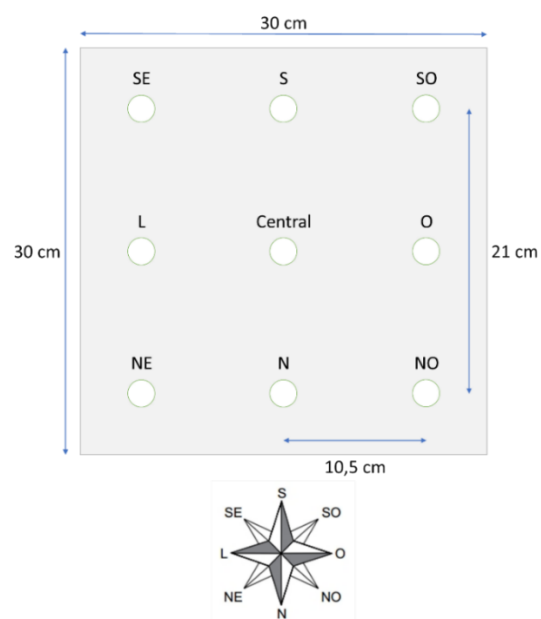 30 cm
SE S SO
L Central O
30 cm 21 cm
NE N NO
10,5 cm
S
SE SO
L O
NE NO
N